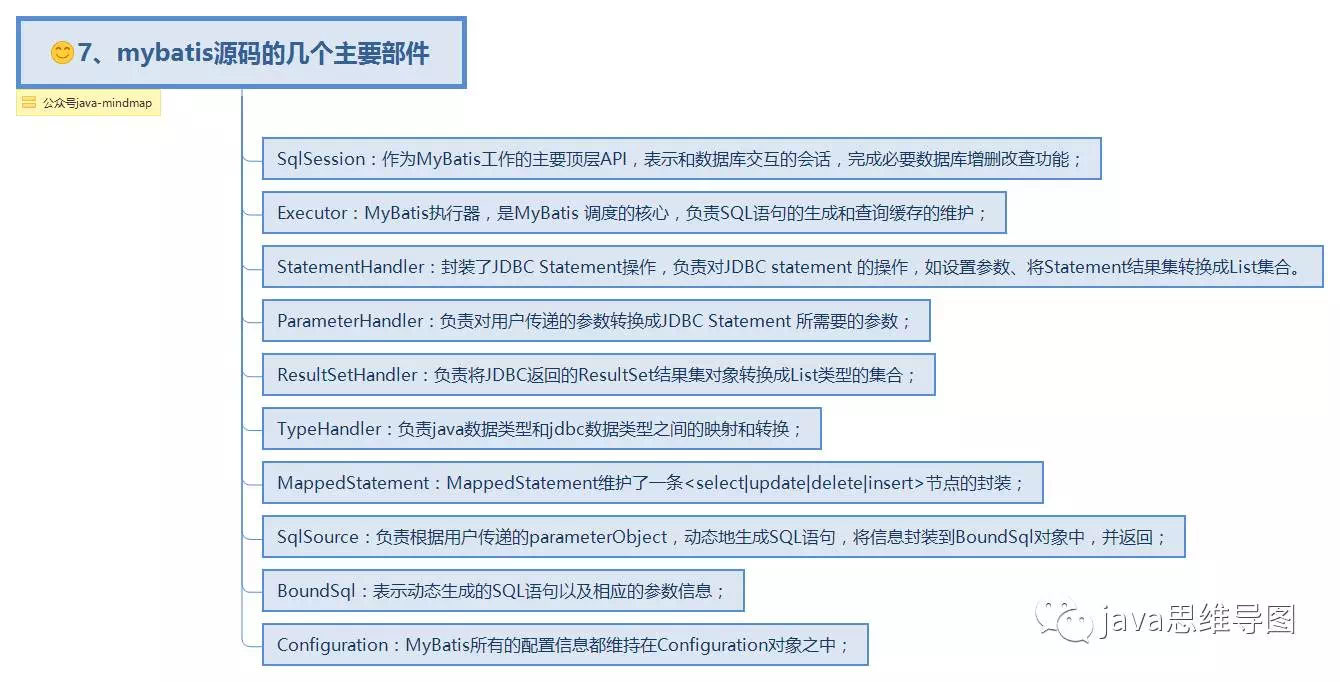 7、mybatis源码的几个主要部件
公众号java-mindmap
SqlSession：作为MyBatis工作的主要顶层API，表示和数据库交互的会话，完成必要数据库增删改查功能；
Executor：MyBatis执行器，是MyBatis 调度的核心，负责SQL语句的生成和查询缓存的维护；
StatementHandler：封装了JDBC Statement操作，负责对JDBC statement 的操作，如设置参数、将Statement结果集转换成List集合。
ParameterHandler：负责对用户传递的参数转换成JDBC Statement 所需要的参数；
ResultSetHandler：负责将JDBC返回的ResultSet结果集对象转换成List类型的集合；
TypeHandler：负责java数据类型和jdbc数据类型之间的映射和转换；
MappedStatement：MappedStatement维护了一条<select|update|delete|insert>节点的封装；
SqlSource：负责根据用户传递的parameterObject，动态地生成SQL语句，将信息封装到BoundSql对象中，并返回；
BoundSql：表示动态生成的SQL语句以及相应的参数信息；
Configuration：MyBatis所有的配置信息都维持在Configuration对象之中；
java思维导图